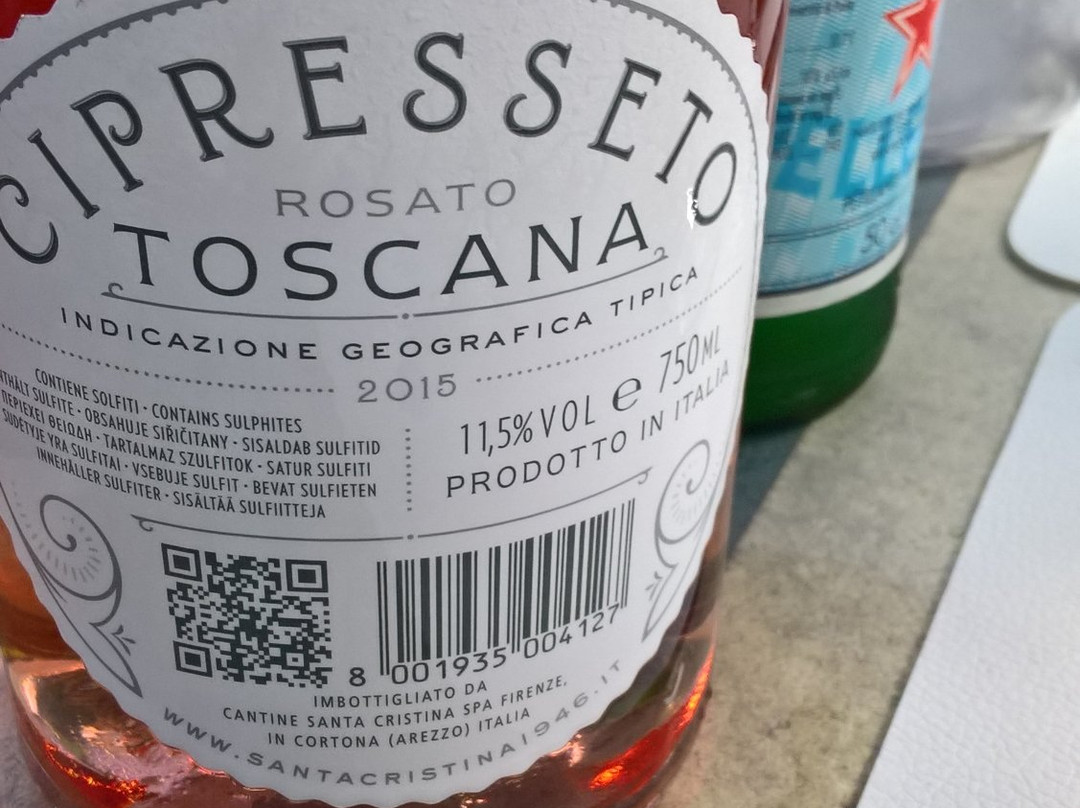 CIPRESSETO
ROSATO
TOSCANA
INDICAZIONE GEOGRAFICA TIPICA
2015
CONTIENE SOLFITI · CONTAINS SULPHITES
SULFITE · OBSAHUJE SIŘIČITANY · SISALDAB SULFITID
ΠΕΡΙΕΧΕΙ ΘΕΙΩΔΗ · TARTALMAZ SZULFITOK · SATUR SULFITI
SUDĖTYJE YRA SULFITAI · VSEBUJE SULFIT · BEVAT SULFIETEN
INNEHÅLLER SULFITER · SISÄLTÄÄ SULFIITTEJA
11,5% VOL e 750 ML
PRODOTTO IN ITALIA
8 001935 004127
IMBOTTIGLIATO DA
CANTINE SANTA CRISTINA SPA FIRENZE,
IN CORTONA (AREZZO) ITALIA
WWW.SANTACRISTINA1946.IT